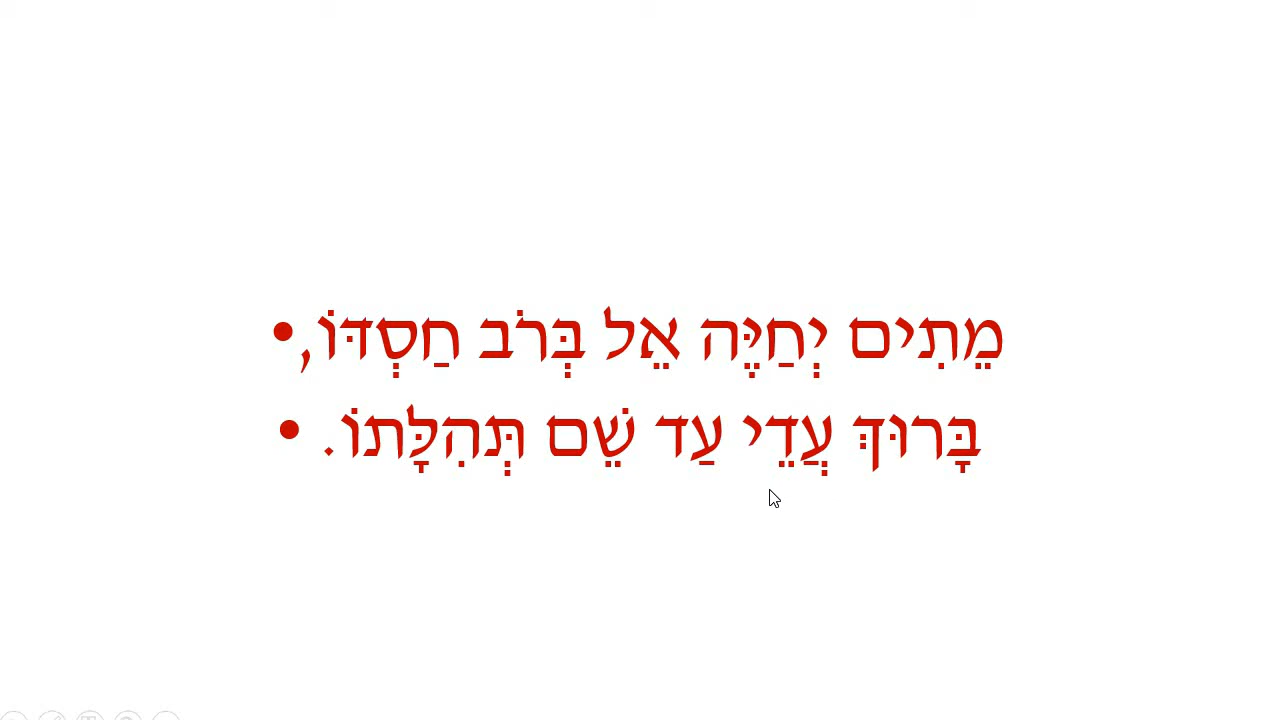 מֵתִים יְחַיֶּה אֵל בְּרֹב חַסְדּוֹ,
בָּרוּךְ עֲדֵי עַד שֵׁם תְּהִלָּתוֹ.